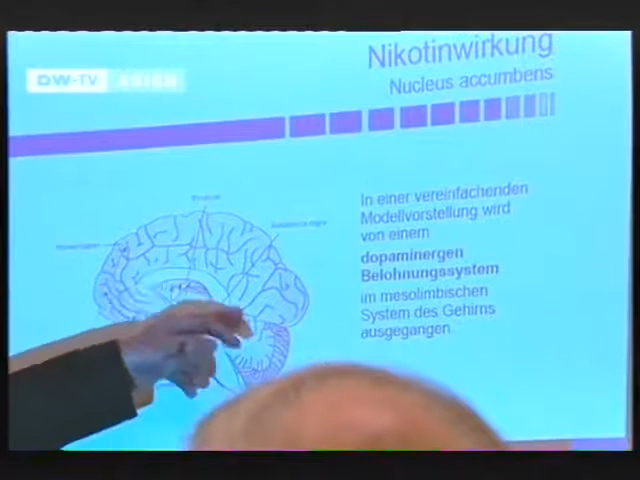 Nikotinwirkung
DW-TV ASIEN
Nucleus accumbens
In einer vereinfachenden
Modellvorstellung wird
von einem
dopaminergen
Belohnungssystem
im mesolimbischen
System des Gehirns
ausgegangen